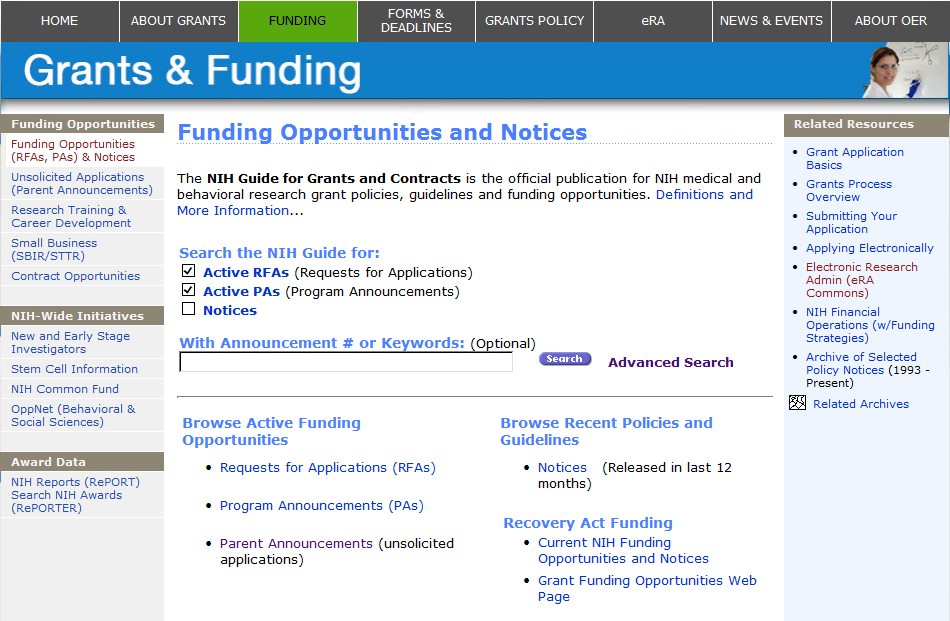 HOME
ABOUT GRANTS
FUNDING
FORMS &
DEADLINES
GRANTS POLICY
eRA
NEWS & EVENTS
ABOUT OER
Grants & Funding
Funding Opportunities
Funding Opportunities
(RFAs, PAs) & Notices
Unsolicited Applications
(Parent Announcements)
Research Training &
Career Development
Small Business
(SBIR/STTR)
Contract Opportunities
NIH-Wide Initiatives
New and Early Stage
Investigators
Stem Cell Information
NIH Common Fund
OppNet (Behavioral &
Social Sciences)
Award Data
NIH Reports (RePORT)
Search NIH Awards
(RePORTER)
Funding Opportunities and Notices
The NIH Guide for Grants and Contracts is the official publication for NIH medical and
behavioral research grant policies, guidelines and funding opportunities. Definitions and
More Information...
Search the NIH Guide for:
Active RFAs (Requests for Applications)
Active PAs (Program Announcements)
Notices
With Announcement # or Keywords: (Optional)
Search
Advanced Search
Browse Active Funding
Opportunities
Requests for Applications (RFAs)
Program Announcements (PAs)
Parent Announcements (unsolicited
applications)
Browse Recent Policies and
Guidelines
Notices (Released in last 12
months)
Recovery Act Funding
Current NIH Funding
Opportunities and Notices
Grant Funding Opportunities Web
Page
Related Resources
Grant Application
Basics
Grants Process
Overview
Submitting Your
Application
Applying Electronically
Electronic Research
Admin (eRA
Commons)
NIH Financial
Operations (w/Funding
Strategies)
Archive of Selected
Policy Notices (1993 -
Present)
Related Archives